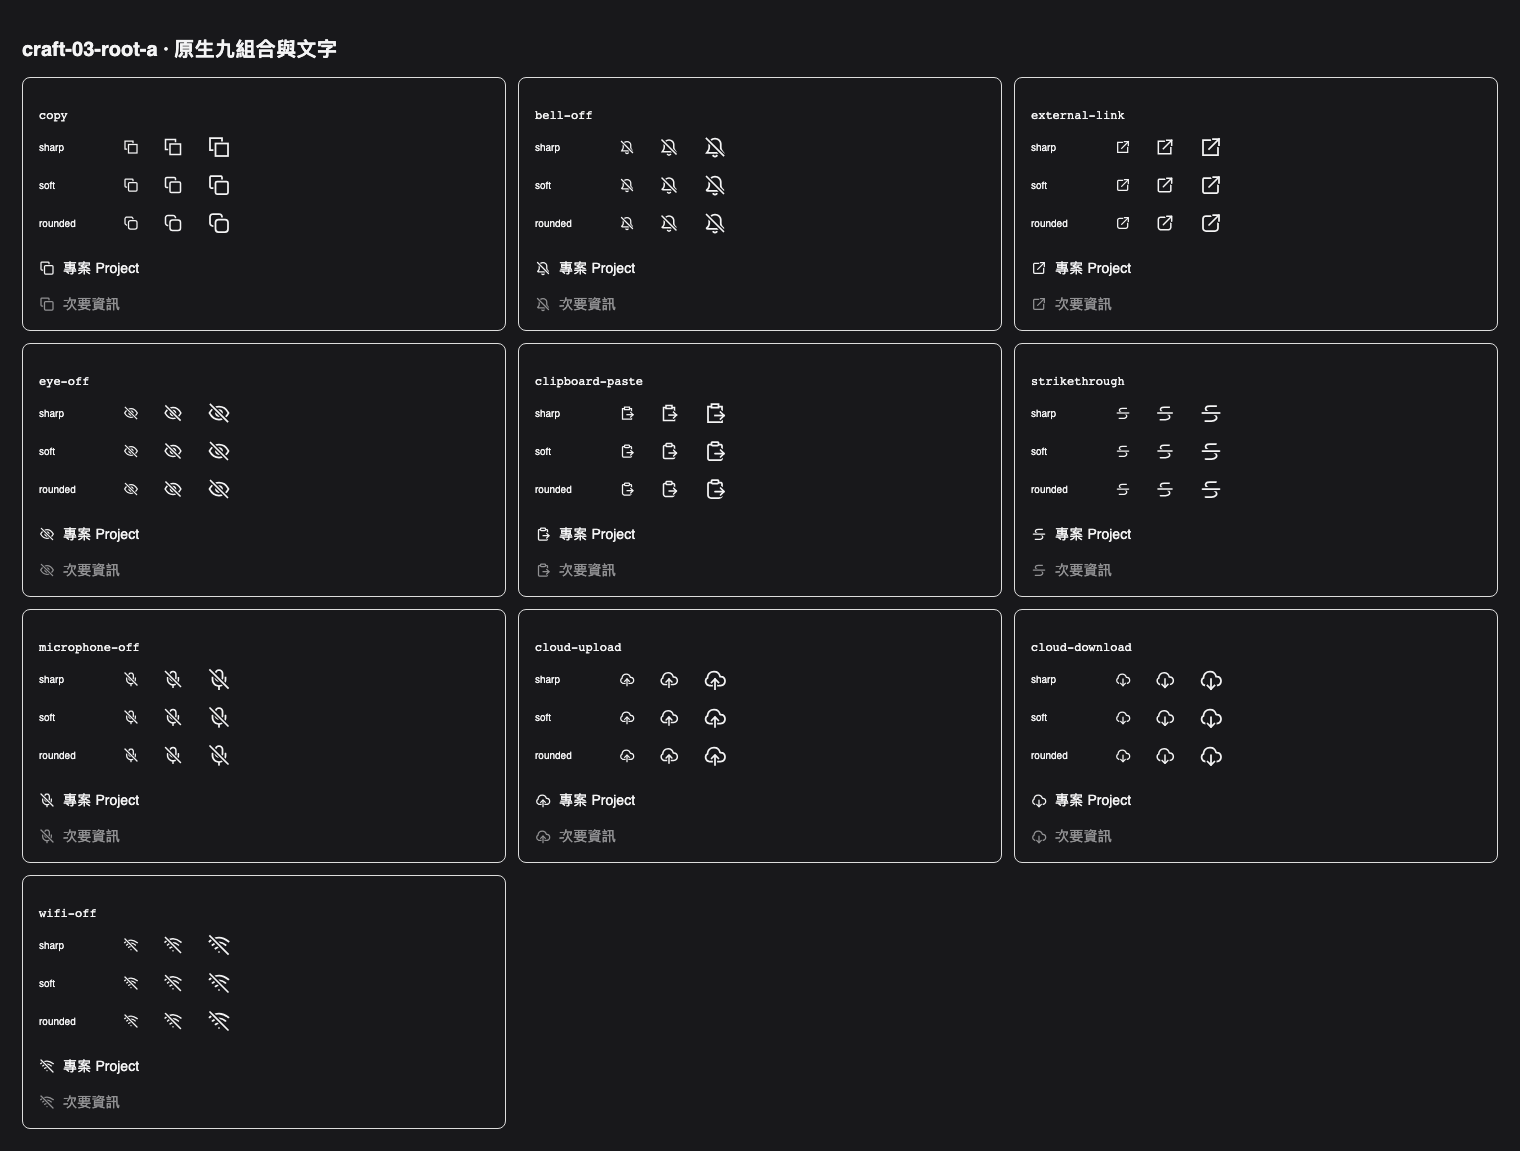 craft-03-root-a · 原生九組合與文字
copy
sharp
soft
rounded
專案 Project
次要資訊
bell-off
sharp
soft
rounded
專案 Project
次要資訊
external-link
sharp
soft
rounded
專案 Project
次要資訊
eye-off
sharp
soft
rounded
專案 Project
次要資訊
clipboard-paste
sharp
soft
rounded
專案 Project
次要資訊
strikethrough
sharp
soft
rounded
專案 Project
次要資訊
microphone-off
sharp
soft
rounded
專案 Project
次要資訊
cloud-upload
sharp
soft
rounded
專案 Project
次要資訊
cloud-download
sharp
soft
rounded
專案 Project
次要資訊
wifi-off
sharp
soft
rounded
專案 Project
次要資訊